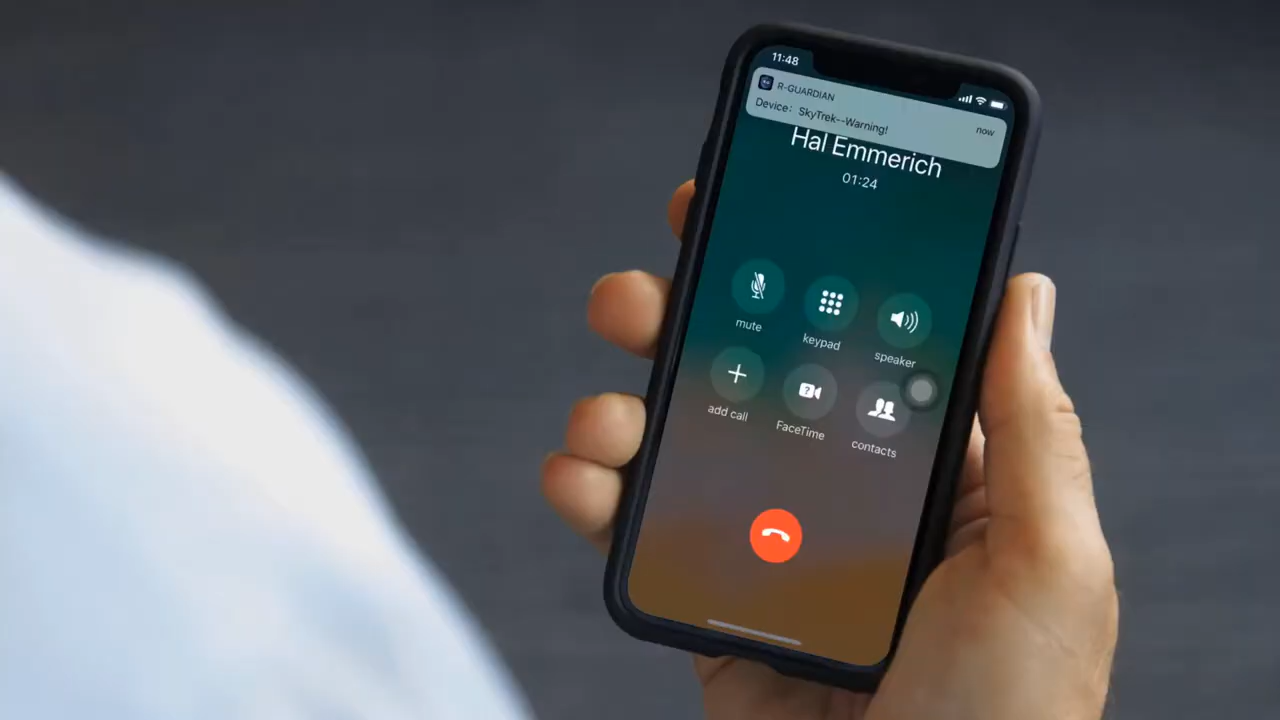 11:48
R-GUARDIAN
Device: SkyTrek--Warning!
now
Hal Emmerich
01:24
mute
keypad
speaker
add call
?
FaceTime
contacts